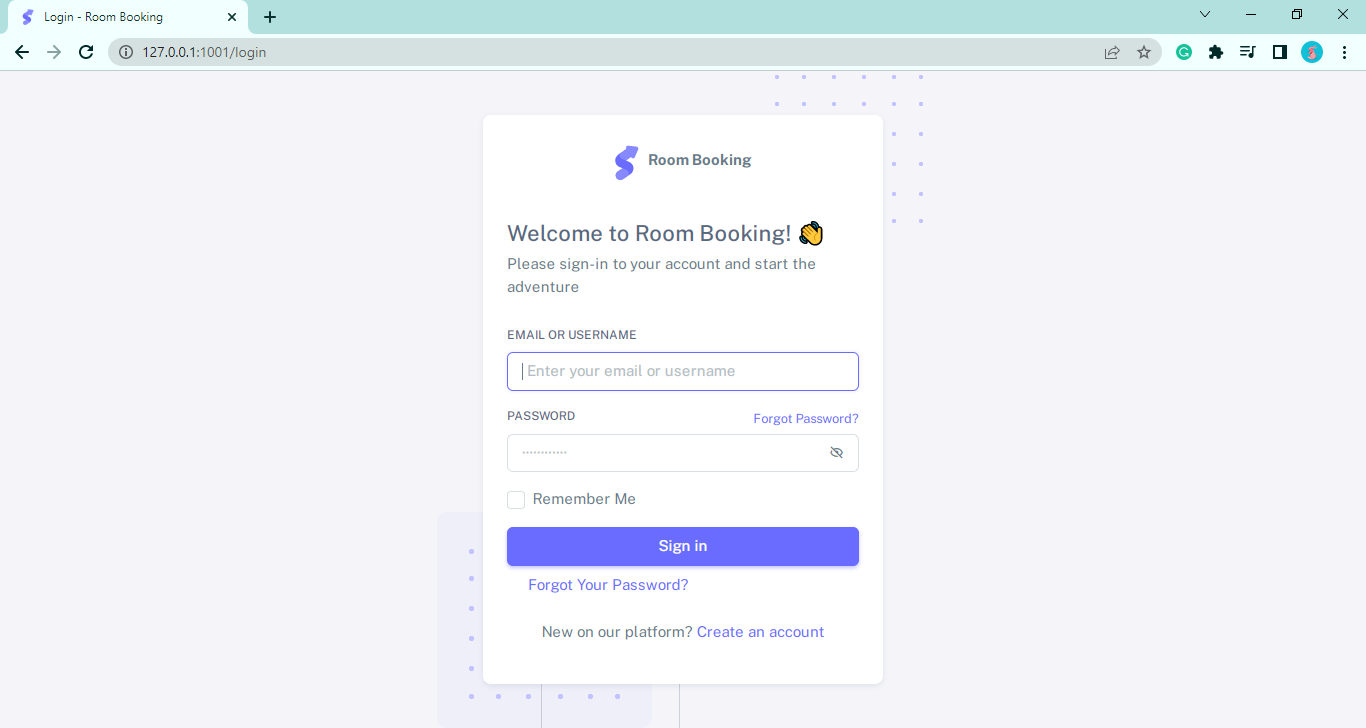 Login - Room Booking
127.0.0.1:1001/login
Room Booking
Welcome to Room Booking! 👋
Please sign-in to your account and start the
adventure
EMAIL OR USERNAME
Enter your email or username
PASSWORD
Forgot Password?
············
Remember Me
Sign in
Forgot Your Password?
New on our platform? Create an account